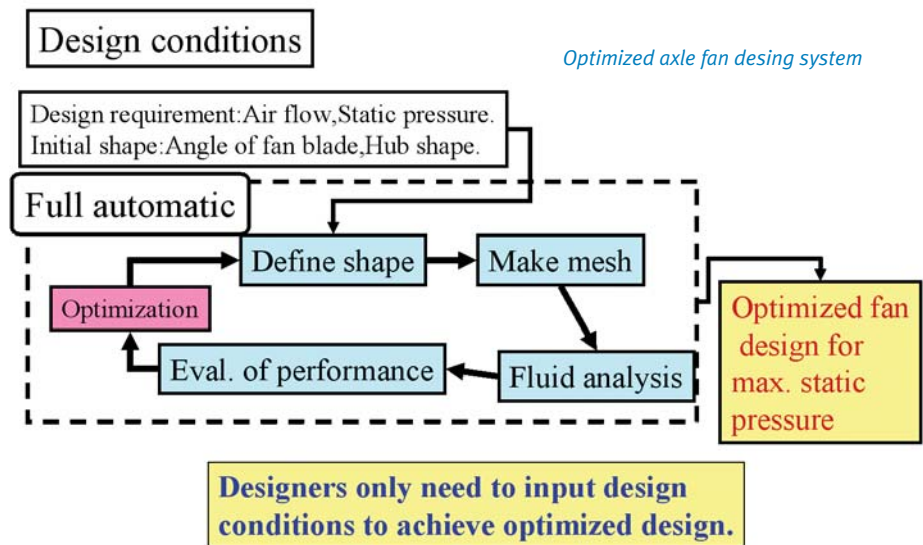 Design conditions
Optimized axle fan desing system
Design requirement:Air flow,Static pressure.
Initial shape:Angle of fan blade,Hub shape.
Full automatic
Define shape
Make mesh
Optimization
Eval. of performance
Fluid analysis
Optimized fan
design for
max. static
pressure
Designers only need to input design
conditions to achieve optimized design.